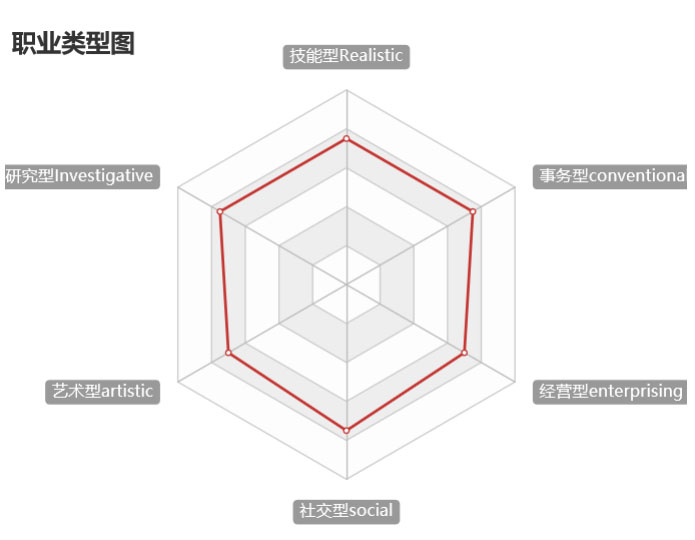 职业类型图
技能型Realistic
研究型Investigative
事务型conventiona
艺术型artistic
经营型enterprising
社交型social